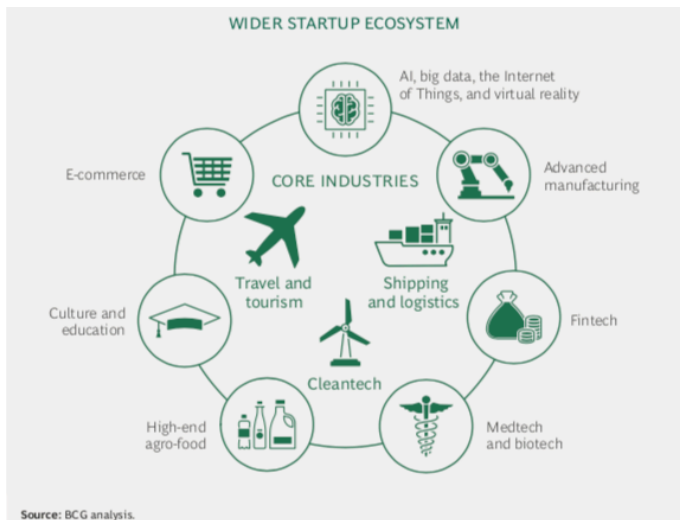 WIDER STARTUP ECOSYSTEM
AI, big data, the Internet
of Things, and virtual reality
E-commerce
Advanced
manufacturing
CORE INDUSTRIES
Travel and
tourism
Shipping
and logistics
Culture and
education
Fintech
Cleantech
High-end
agro-food
Medtech
and biotech
Source: BCG analysis.